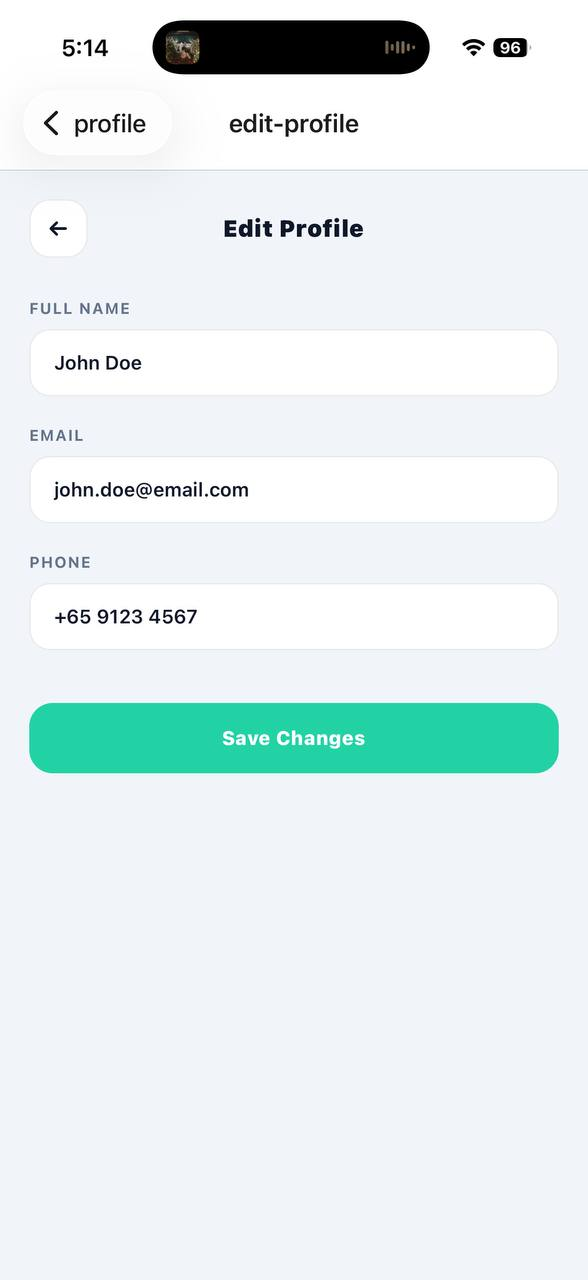 5:14
96
profile
edit-profile
Edit Profile
FULL NAME
John Doe
EMAIL
john.doe@email.com
PHONE
+65 9123 4567
Save Changes